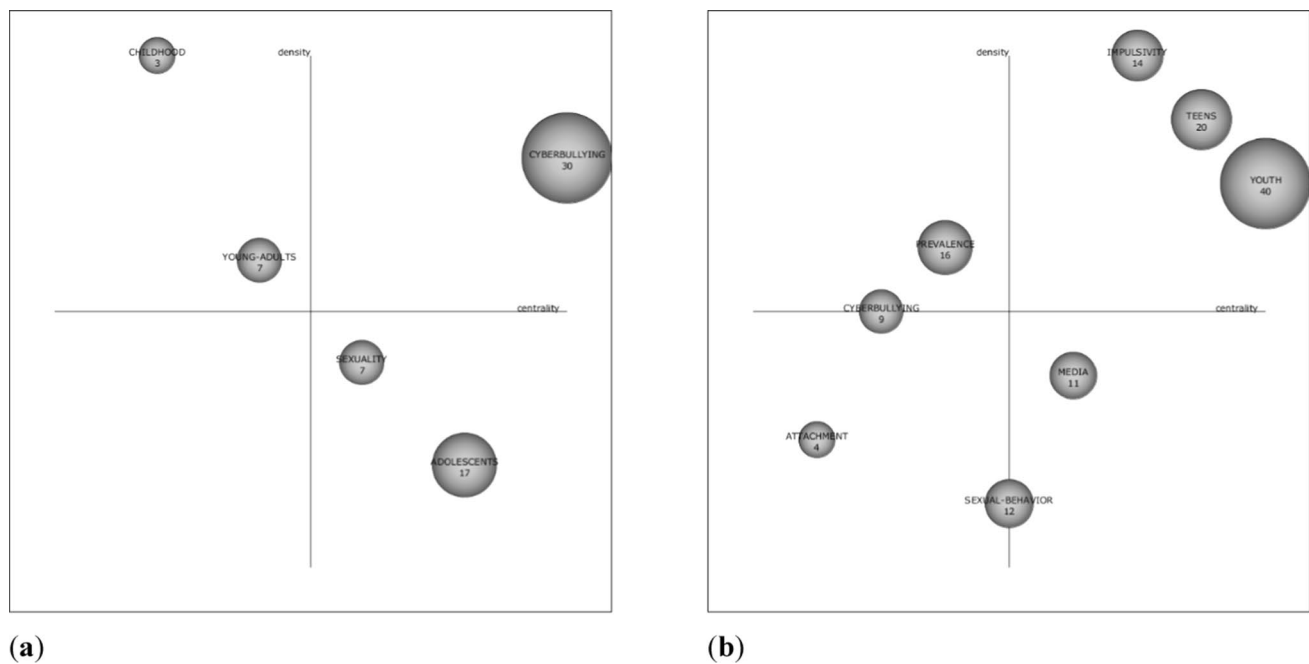 CHILDHOOD
3
density
CYBERBULLYING
30
YOUNG-ADULTS
7
centrality
SEXUALITY
7
ADOLESCENTS
17
(a)
density
IMPULSIVITY
14
TEENS
20
YOUTH
40
PREVALENCE
16
CYBERBULLYING
9
centrality
MEDIA
11
ATTACHMENT
4
SEXUAL-BEHAVIOR
12
(b)